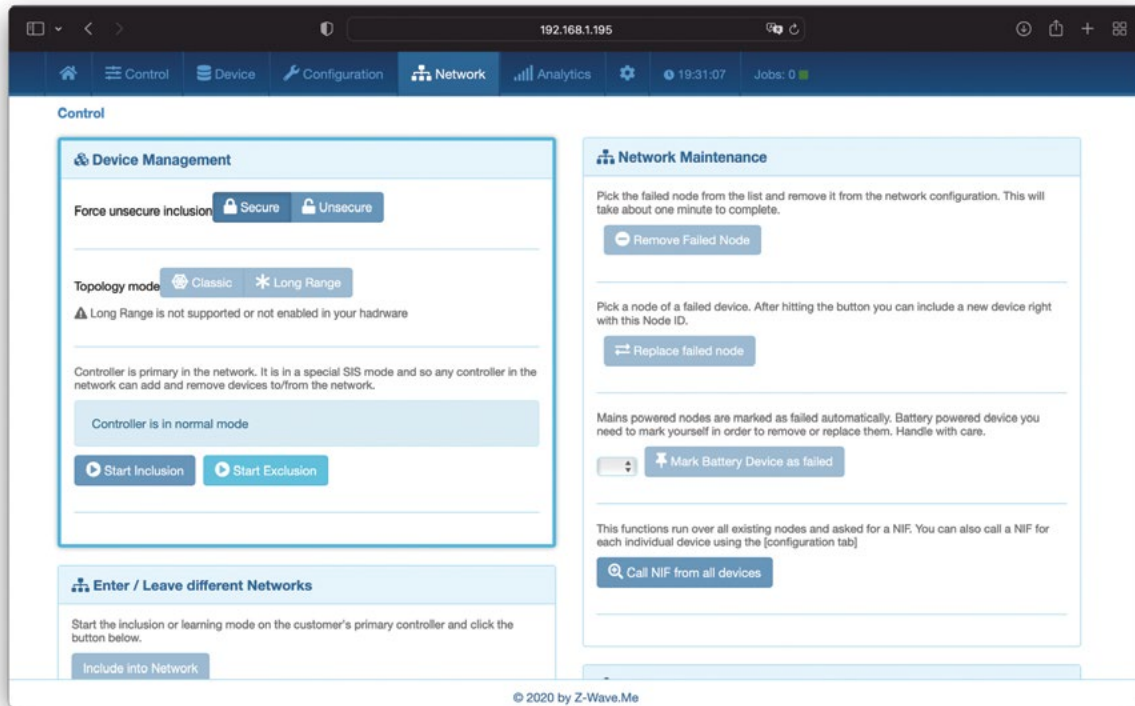 192.168.1.195
Control
Device
Configuration
Network
Analytics
19:31:07
Jobs: 0
Control
Device Management
Force unsecure inclusion Secure Unsecure
Topology mode Classic Long Range
Long Range is not supported or not enabled in your hadrware
Controller is primary in the network. It is in a special SIS mode and so any controller in the
network can add and remove devices to/from the network.
Controller is in normal mode
Start Inclusion Start Exclusion
Enter / Leave different Networks
Start the inclusion or learning mode on the customer's primary controller and click the
button below.
Include into Network
Network Maintenance
Pick the failed node from the list and remove it from the network configuration. This will
take about one minute to complete.
Remove Failed Node
Pick a node of a failed device. After hitting the button you can include a new device right
with this Node ID.
Replace failed node
Mains powered nodes are marked as failed automatically. Battery powered device you
need to mark yourself in order to remove or replace them. Handle with care.
Mark Battery Device as failed
This functions run over all existing nodes and asked for a NIF. You can also call a NIF for
each individual device using the [configuration tab]
Call NIF from all devices
© 2020 by Z-Wave.Me